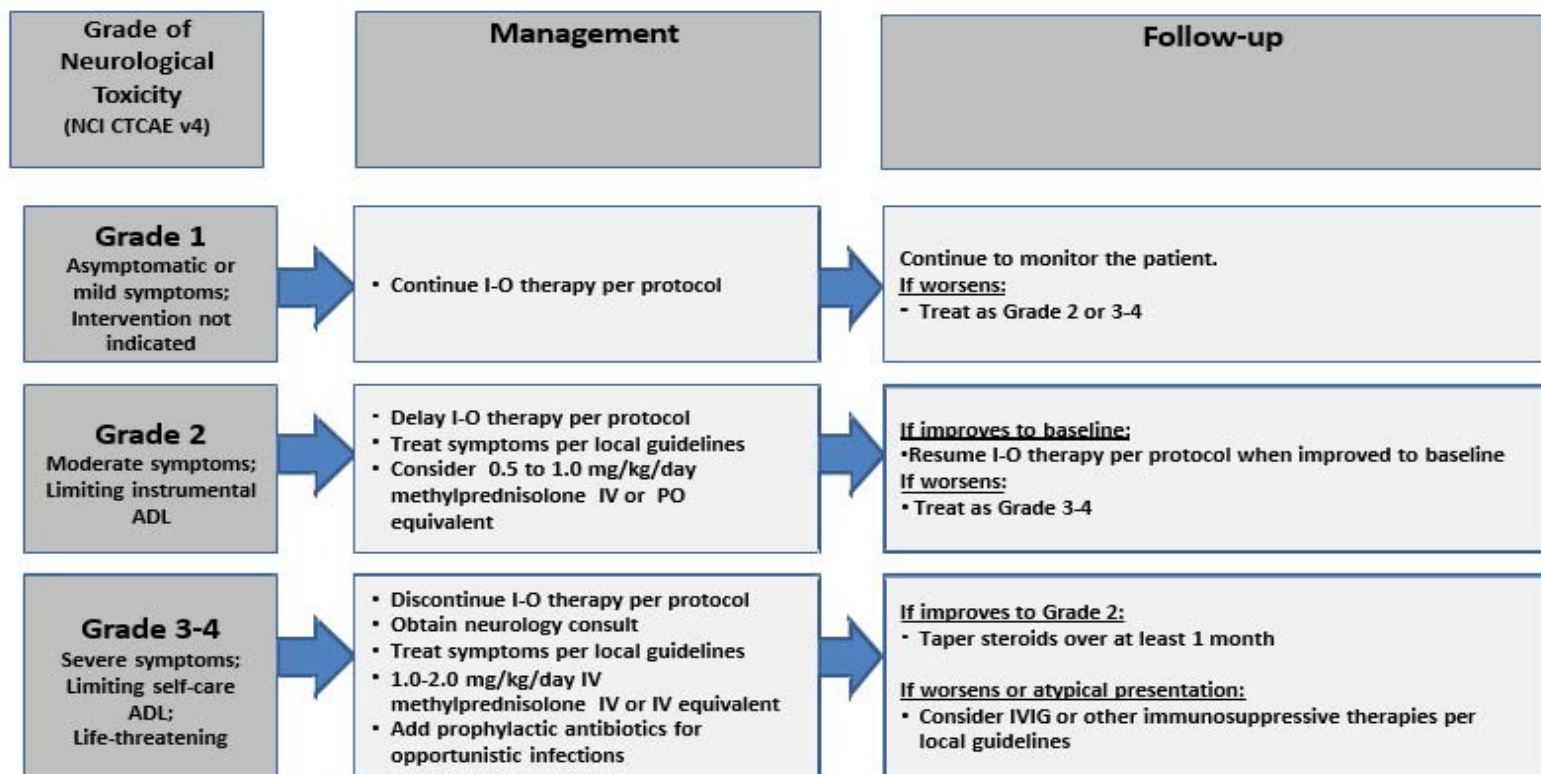 Grade of
Neurological
Toxicity
(NCI CTCAE v4)
Management
Follow-up
Grade 1
Asymptomatic or
mild symptoms;
Intervention not
indicated
• Continue I-O therapy per protocol
Continue to monitor the patient.
If worsens:
- Treat as Grade 2 or 3-4
Grade 2
Moderate symptoms;
Limiting instrumental
ADL
• Delay I-O therapy per protocol
• Treat symptoms per local guidelines
• Consider 0.5 to 1.0 mg/kg/day
methylprednisolone IV or PO
equivalent
If improves to baseline:
•Resume I-O therapy per protocol when improved to baseline
If worsens:
• Treat as Grade 3-4
Grade 3-4
Severe symptoms;
Limiting self-care
ADL;
Life-threatening
• Discontinue I-O therapy per protocol
• Obtain neurology consult
• Treat symptoms per local guidelines
• 1.0-2.0 mg/kg/day IV
methylprednisolone IV or IV equivalent
• Add prophylactic antibiotics for
opportunistic infections
If improves to Grade 2:
• Taper steroids over at least 1 month
If worsens or atypical presentation:
• Consider IVIG or other immunosuppressive therapies per
local guidelines